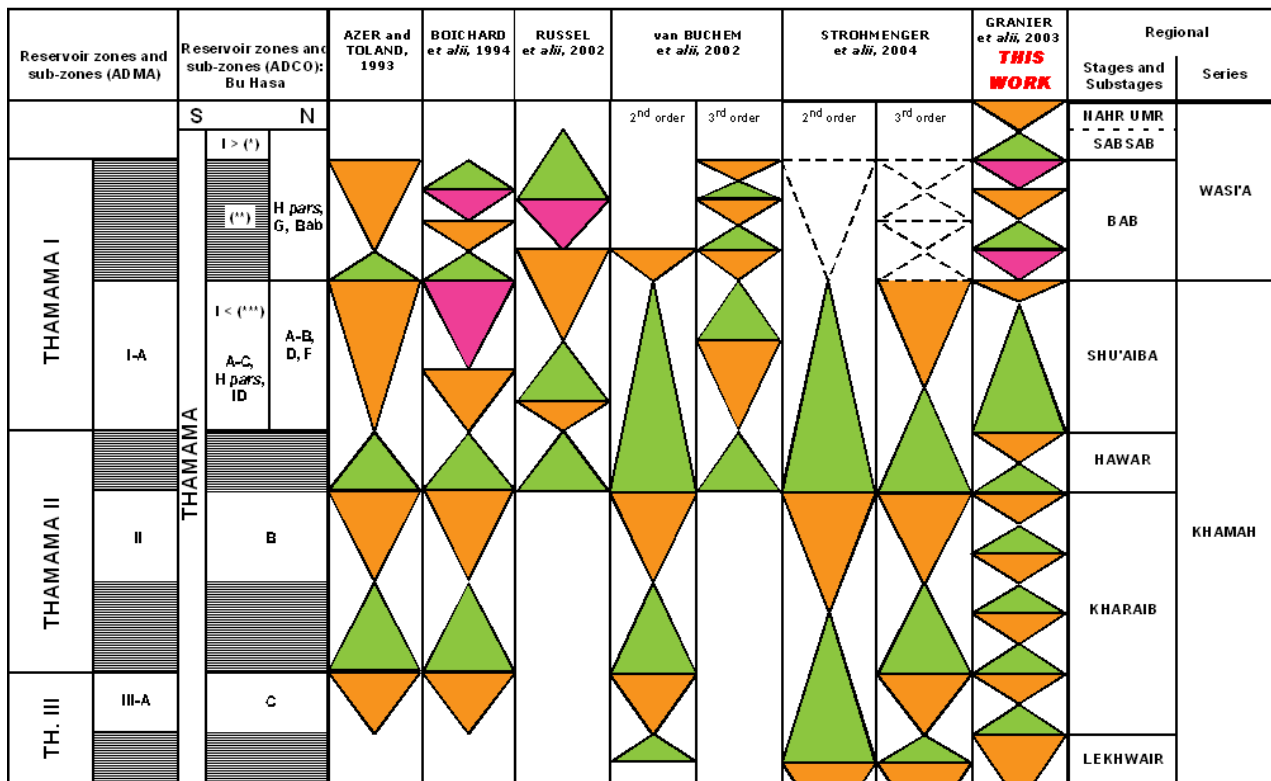 Reservoir zones and
sub-zones (ADMA)
Reservoir zones and
sub-zones (ADCO):
Bu Hasa
AZER and
TOLAND,
1993
BOICHARD
et alii, 1994
RUSSEL
et alii, 2002
van BUCHEM
et alii, 2002
STROHMENGER
et alii, 2004
GRANIER
et alii, 2003
THIS
WORK
Regional
Stages and
Substages
Series
S N
2nd order
3rd order
2nd order
3rd order
I > (*)
(**)
H pars,
G, Bab
I < (***)
A-C,
H pars,
ID
A-B,
D, F
THAMAMA I
I-A
THAMAMA II
II
TH. III
III-A
THAMAMA
B
C
NAHR UMR
SABSAB
BAB
SHU'AIBA
HAWAR
KHARAIB
LEKHWAIR
WASI'A
KHAMAH